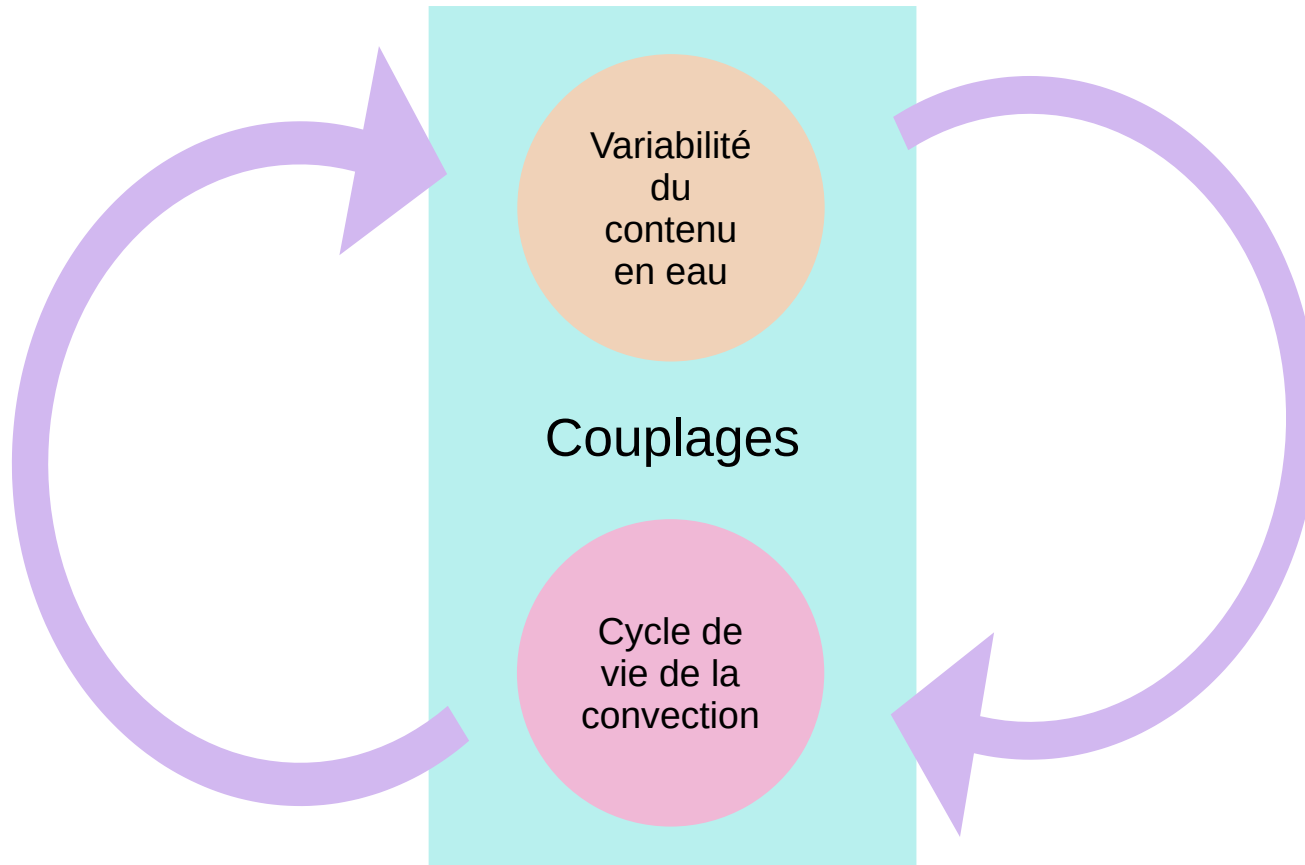 Variabilité
du
contenu
en eau
Couplages
Cycle de
vie de la
convection